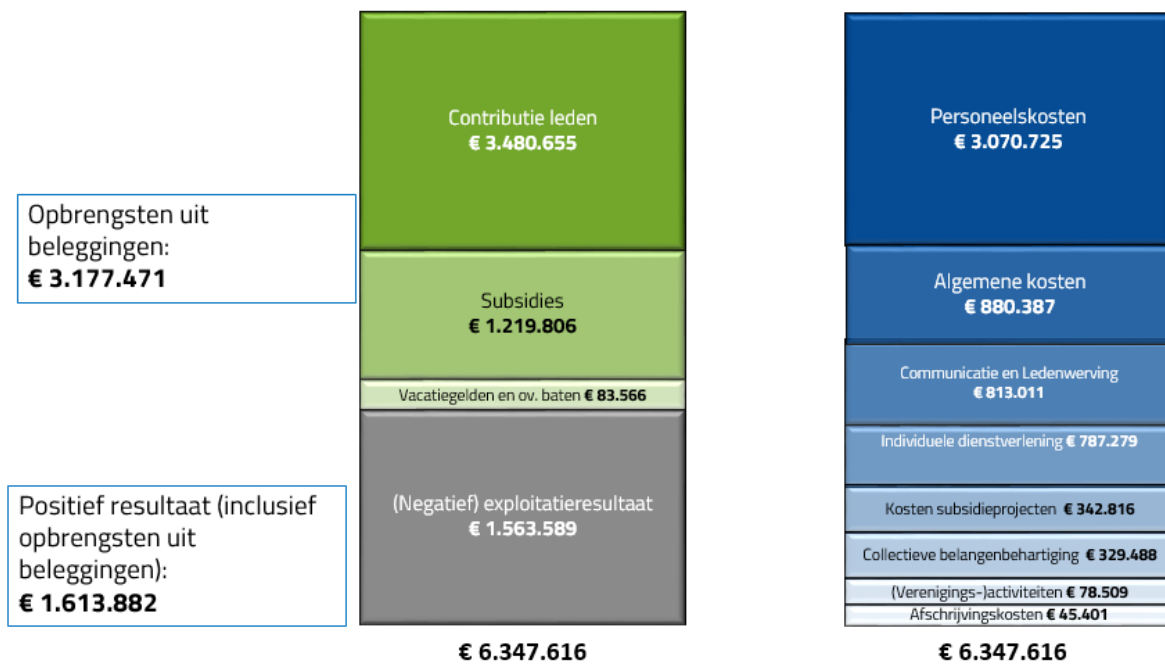 Opbrengsten uit
beleggingen:
€ 3.177.471
Positief resultaat (inclusief
opbrengsten uit
beleggingen):
€ 1.613.882
Contributie leden
€ 3.480.655
Subsidies
€ 1.219.806
Vacatiegelden en ov. baten € 83.566
(Negatief) exploitatieresultaat
€ 1.563.589
€ 6.347.616
Personeelskosten
€ 3.070.725
Algemene kosten
€ 880.387
Communicatie en Ledenwerving
€ 813.011
Individuele dienstverlening € 787.279
Kosten subsidieprojecten € 342.816
Collectieve belangenbehartiging € 329.488
(Verenigings-)activiteiten € 78.509
Afschrijvingskosten € 45.401
€ 6.347.616